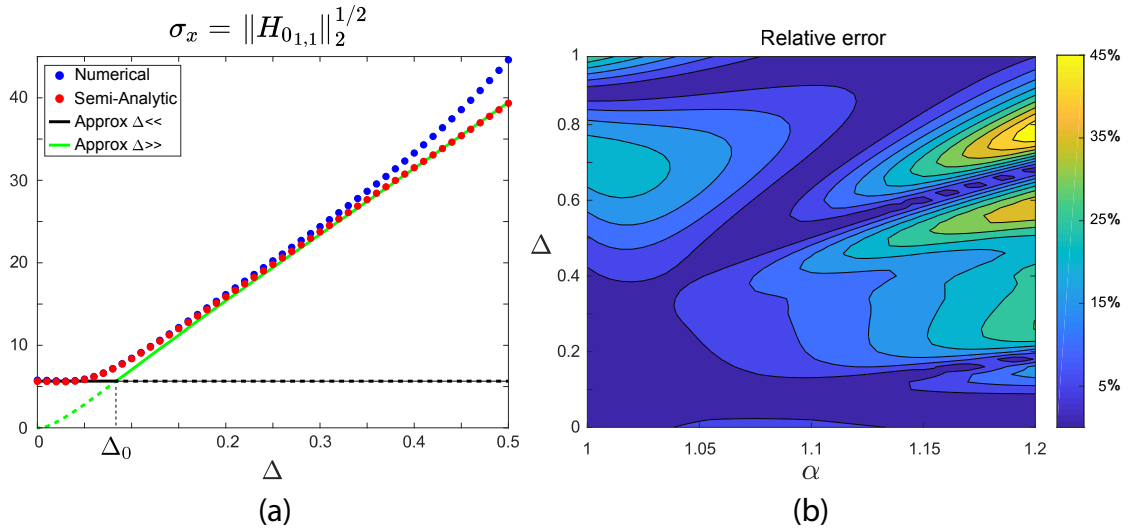 σ_x = ∥H_{0_{1,1}}∥_2^{1/2}
Numerical
Semi-Analytic
Approx Δ<<
Approx Δ>>
40
30
20
10
0
0
Δ_0
0.2
0.3
0.4
0.5
Δ
(a)
Relative error
1
0.8
0.6
Δ
0.4
0.2
0
1
1.05
1.1
1.15
1.2
α
45%
35%
25%
15%
5%
(b)